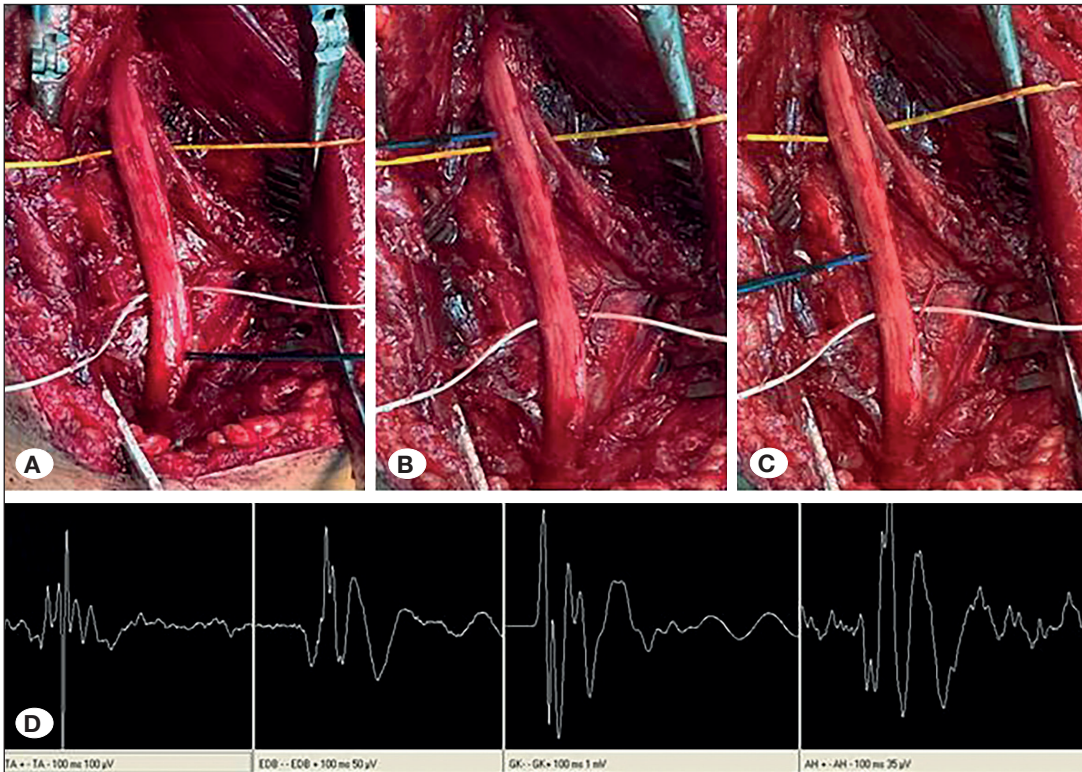 A
B
C
D
TA + - TA - 100 ms 100 µV
EDB - - EDB + 100 ms 50 µV
GK - - GK + 100 ms 1 mV
AH + - AH - 100 ms 35 µV